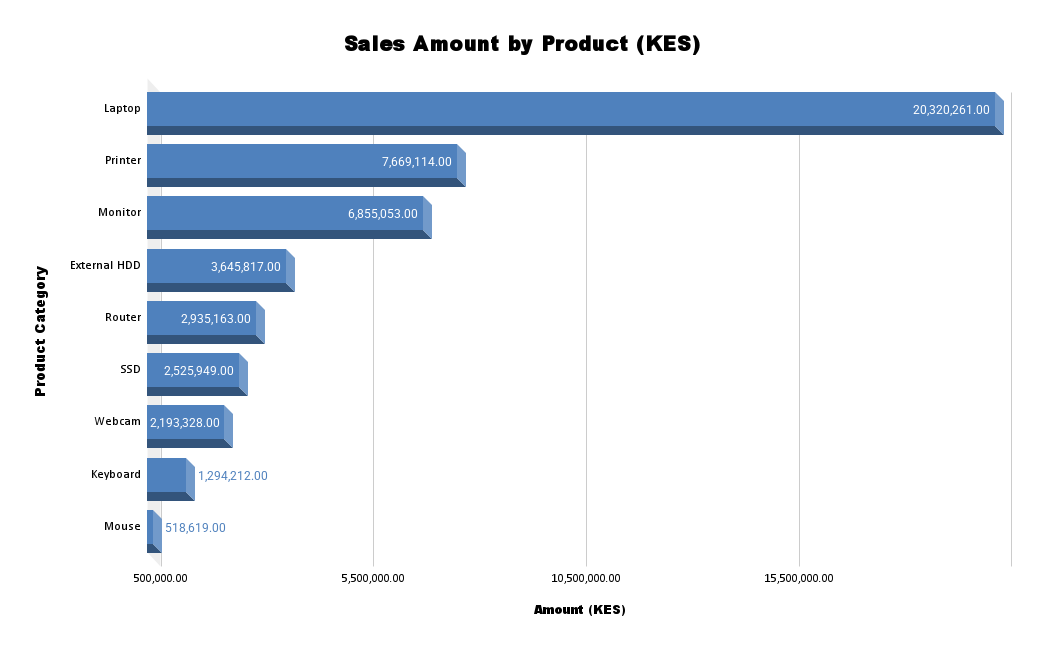 Sales Amount by Product (KES)
Product Category
Laptop 20,320,261.00
Printer 7,669,114.00
Monitor 6,855,053.00
External HDD 3,645,817.00
Router 2,935,163.00
SSD 2,525,949.00
Webcam 2,193,328.00
Keyboard 1,294,212.00
Mouse 518,619.00
500,000.00 5,500,000.00 10,500,000.00 15,500,000.00
Amount (KES)